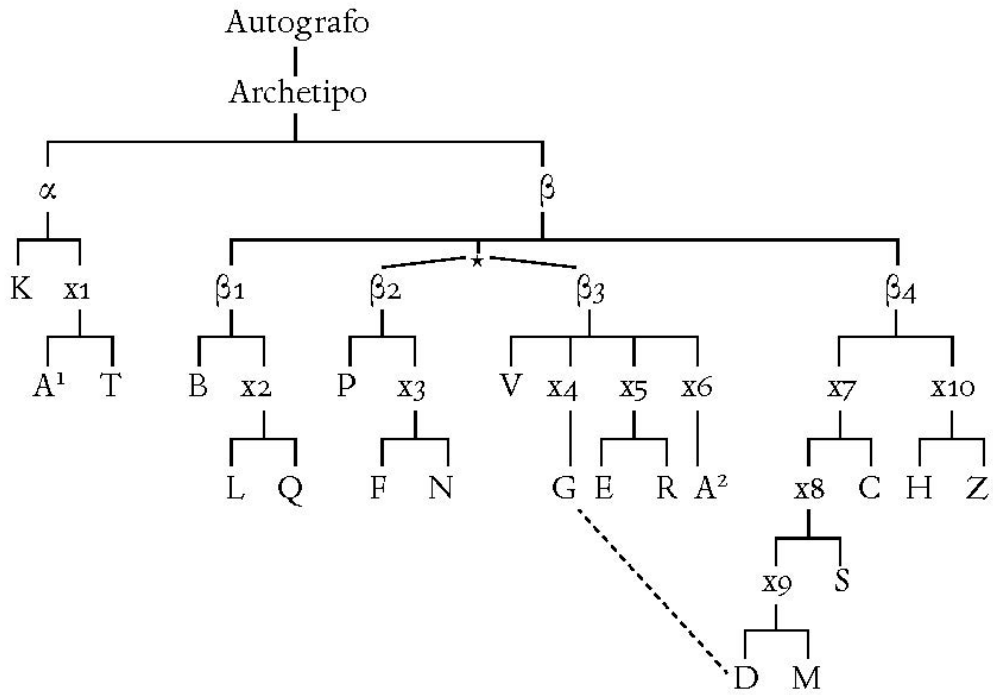 Autografo
Archetipo
α β
⋆
K x1 β1 β2 β3 β4
A¹ T B x2 P x3 V x4 x5 x6 x7 x10
L Q F N G E R A² x8 C H Z
x9 S
D M